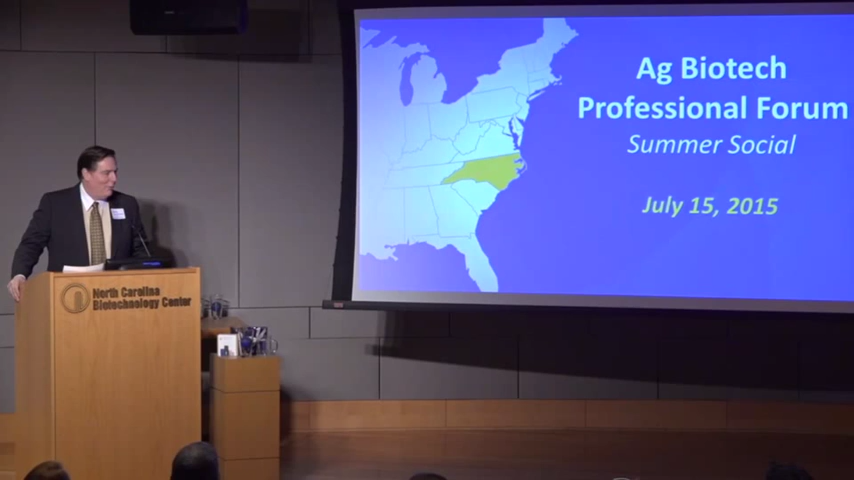 Ag Biotech
Professional Forum
Summer Social
July 15, 2015
North Carolina
Biotechnology Center